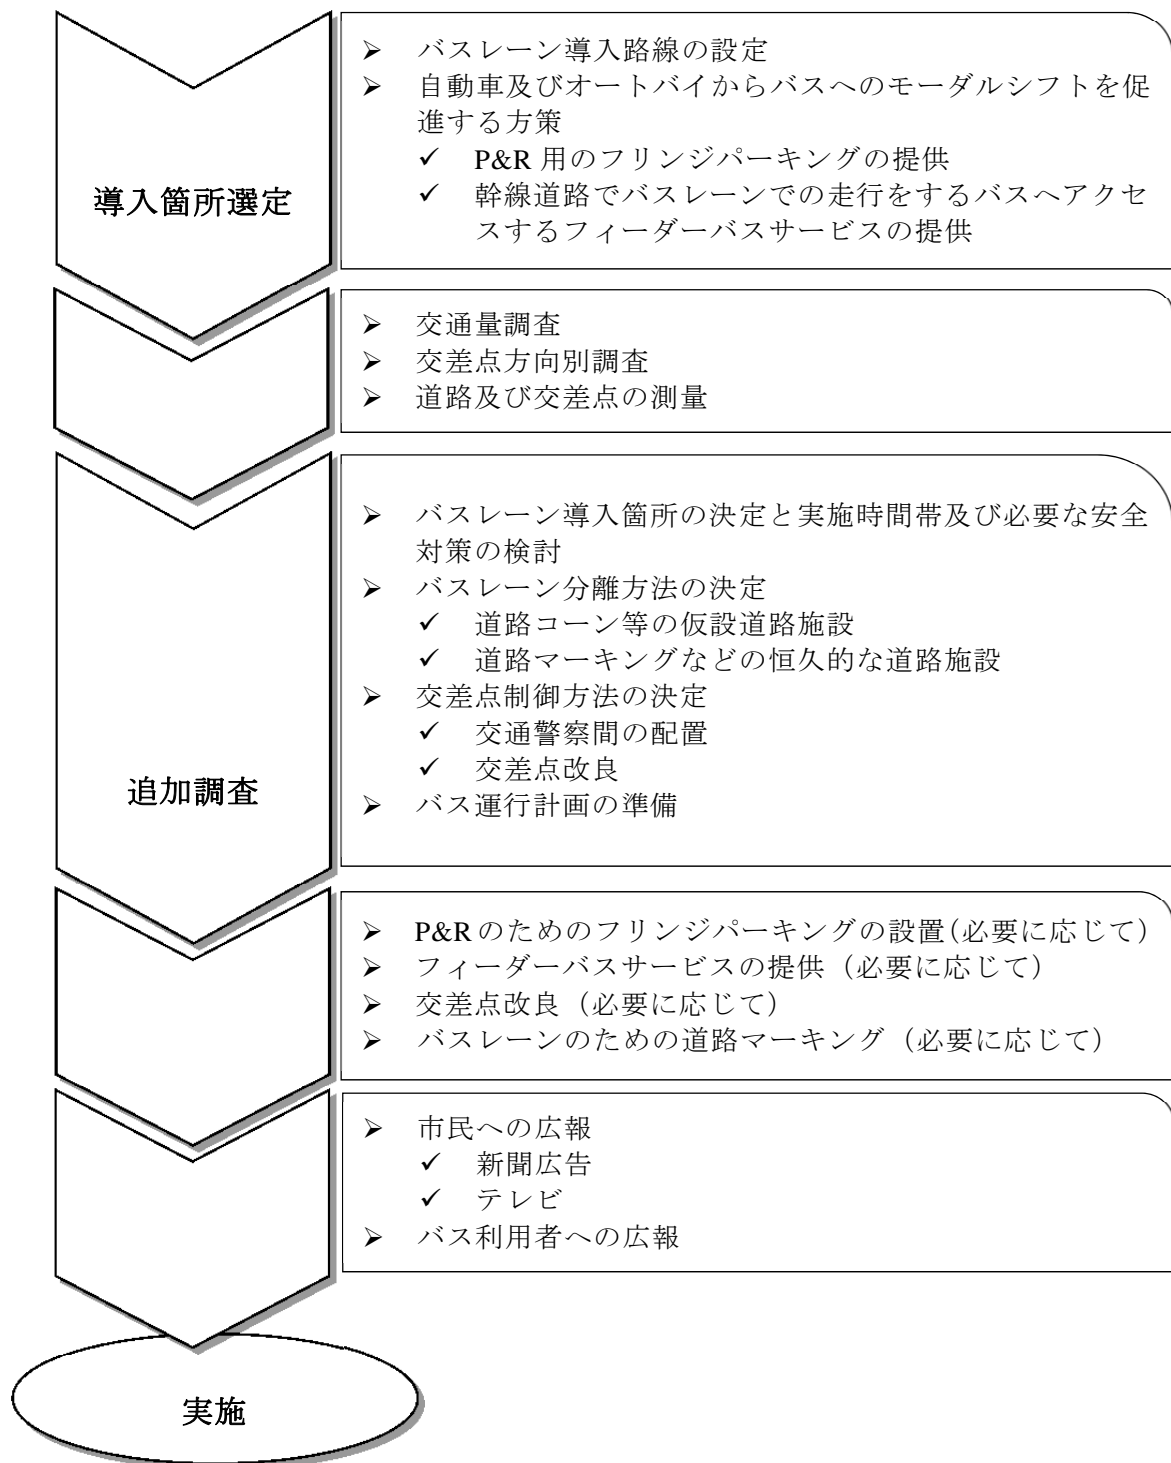 導入箇所選定
➢ バスレーン導入路線の設定
➢ 自動車及びオートバイからバスへのモーダルシフトを促
進する方策
✓ P&R 用のフリンジパーキングの提供
✓ 幹線道路でバスレーンでの走行をするバスへアクセ
スするフィーダーバスサービスの提供
➢ 交通量調査
➢ 交差点方向別調査
➢ 道路及び交差点の測量
追加調査
➢ バスレーン導入箇所の決定と実施時間帯及び必要な安全
対策の検討
➢ バスレーン分離方法の決定
✓ 道路コーン等の仮設道路施設
✓ 道路マーキングなどの恒久的な道路施設
➢ 交差点制御方法の決定
✓ 交通警察間の配置
✓ 交差点改良
➢ バス運行計画の準備
➢ P&Rのためのフリンジパーキングの設置(必要に応じて)
➢ フィーダーバスサービスの提供（必要に応じて）
➢ 交差点改良（必要に応じて）
➢ バスレーンのための道路マーキング（必要に応じて）
➢ 市民への広報
✓ 新聞広告
✓ テレビ
➢ バス利用者への広報
実施